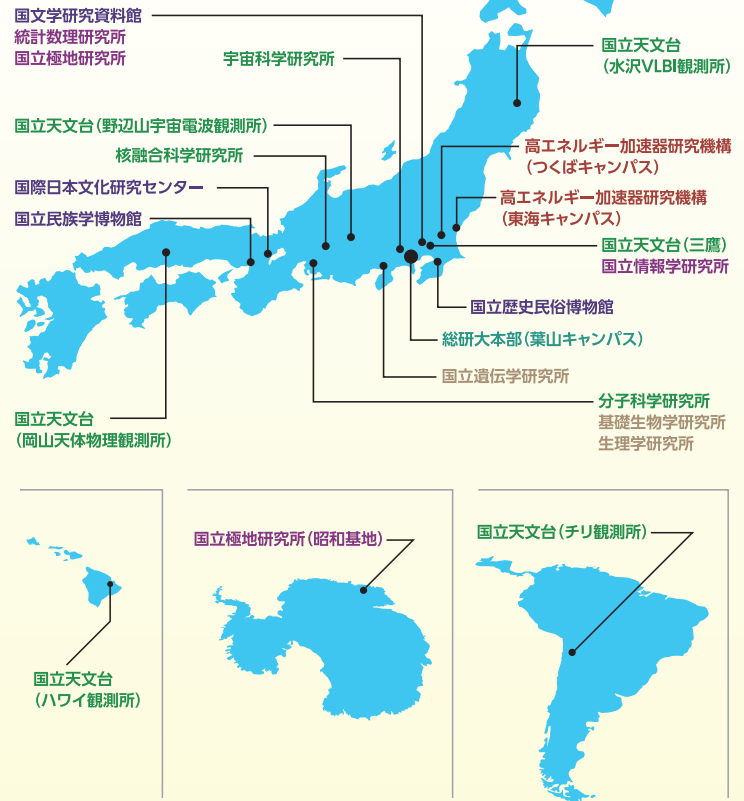 国文学研究資料館
統計数理研究所
国立極地研究所
宇宙科学研究所
国立天文台
(水沢VLBI観測所)
国立天文台(野辺山宇宙電波観測所)
核融合科学研究所
高エネルギー加速器研究機構
(つくばキャンパス)
国際日本文化研究センター
高エネルギー加速器研究機構
(東海キャンパス)
国立民族学博物館
国立天文台(三鷹)
国立情報学研究所
国立歴史民俗博物館
総研大本部(葉山キャンパス)
国立遺伝学研究所
分子科学研究所
基礎生物学研究所
生理学研究所
国立天文台
(岡山天体物理観測所)
国立天文台
(ハワイ観測所)
国立極地研究所(昭和基地)
国立天文台(チリ観測所)